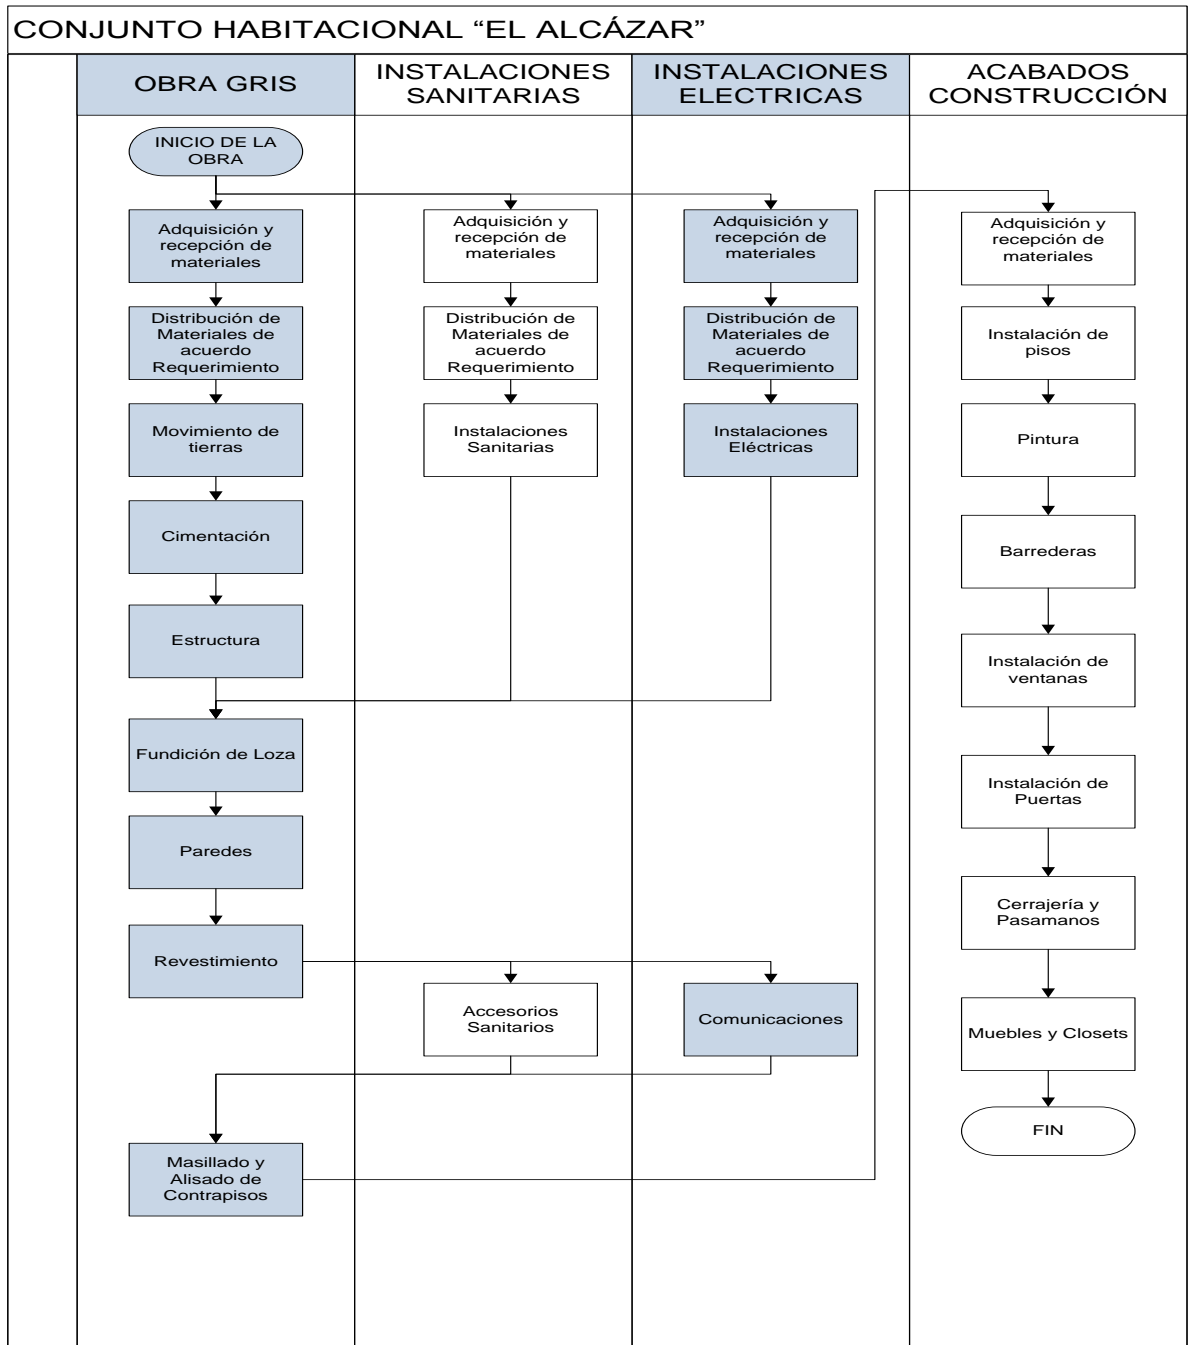 CONJUNTO HABITACIONAL “EL ALCÁZAR”
OBRA GRIS
INSTALACIONES
SANITARIAS
INSTALACIONES
ELECTRICAS
ACABADOS
CONSTRUCCIÓN
INICIO DE LA
OBRA
Adquisición y
recepción de
materiales
Distribución de
Materiales de
acuerdo
Requerimiento
Movimiento de
tierras
Cimentación
Estructura
Fundición de Loza
Paredes
Revestimiento
Masillado y
Alisado de
Contrapisos
Adquisición y
recepción de
materiales
Distribución de
Materiales de
acuerdo
Requerimiento
Instalaciones
Sanitarias
Accesorios
Sanitarios
Adquisición y
recepción de
materiales
Distribución de
Materiales de
acuerdo
Requerimiento
Instalaciones
Eléctricas
Comunicaciones
Adquisición y
recepción de
materiales
Instalación de
pisos
Pintura
Barrederas
Instalación de
ventanas
Instalación de
Puertas
Cerrajería y
Pasamanos
Muebles y Closets
FIN